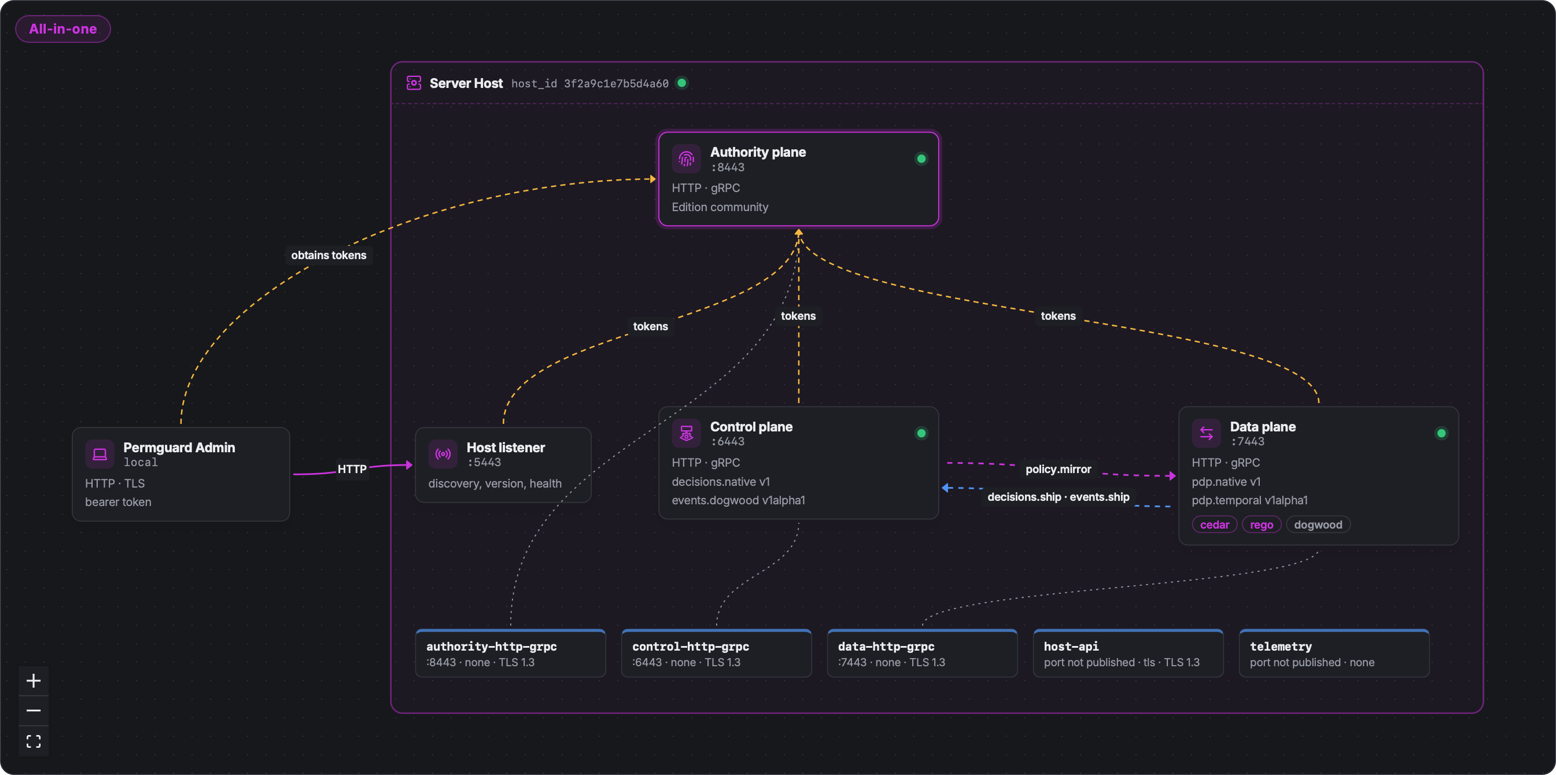 All-in-one
Server Host host_id 3f2a9c1e7b5d4a60
Authority plane
:8443
HTTP · gRPC
Edition community
obtains tokens
tokens
tokens
tokens
Permguard Admin
local
HTTP · TLS
bearer token
HTTP
Host listener
:5443
discovery, version, health
Control plane
:6443
HTTP · gRPC
decisions.native v1
events.dogwood v1alpha1
policy.mirror
decisions.ship · events.ship
Data plane
:7443
HTTP · gRPC
pdp.native v1
pdp.temporal v1alpha1
cedar rego dogwood
authority-http-grpc
:8443 · none · TLS 1.3
control-http-grpc
:6443 · none · TLS 1.3
data-http-grpc
:7443 · none · TLS 1.3
host-api
port not published · tls · TLS 1.3
telemetry
port not published · none